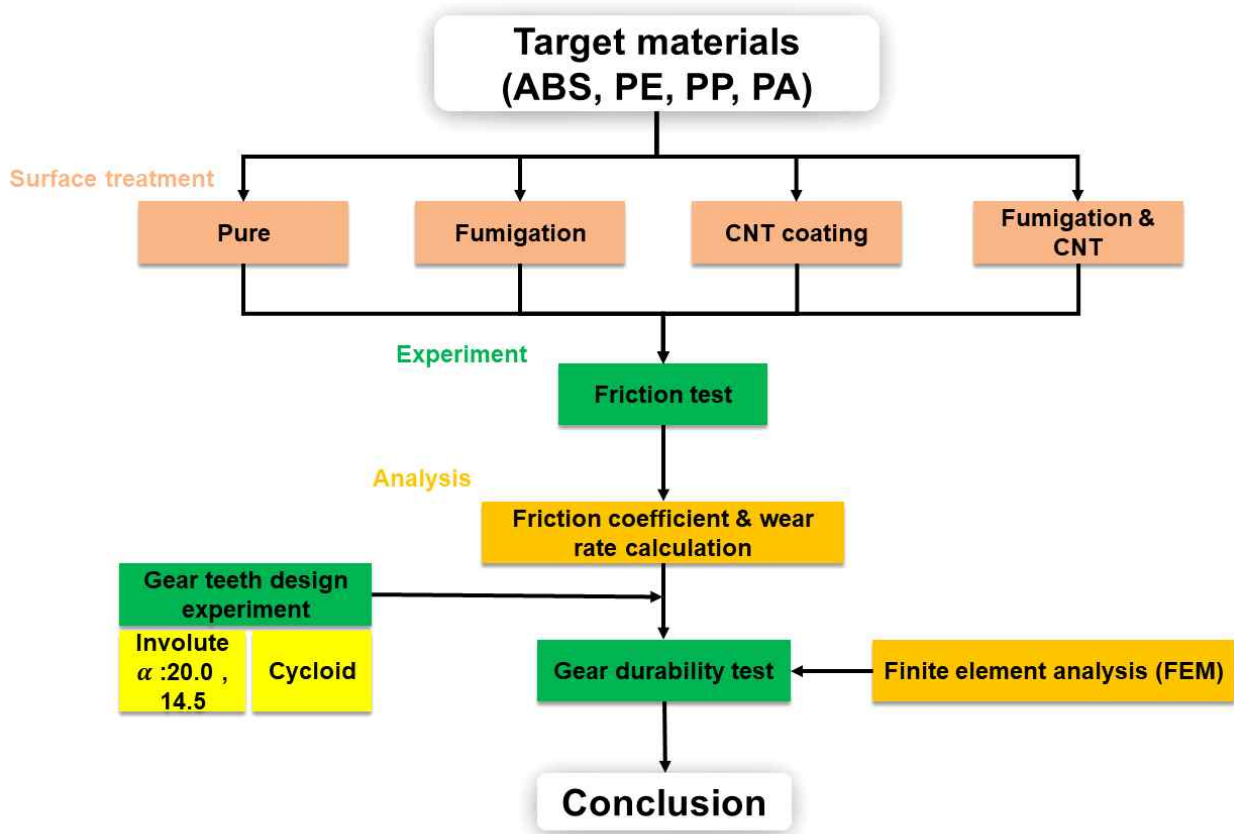 Target materials
(ABS, PE, PP, PA)
Surface treatment
Pure
Fumigation
CNT coating
Fumigation &
CNT
Experiment
Friction test
Analysis
Friction coefficient & wear
rate calculation
Gear teeth design
experiment
Involute
α :20.0 ,
14.5
Cycloid
Gear durability test
Finite element analysis (FEM)
Conclusion